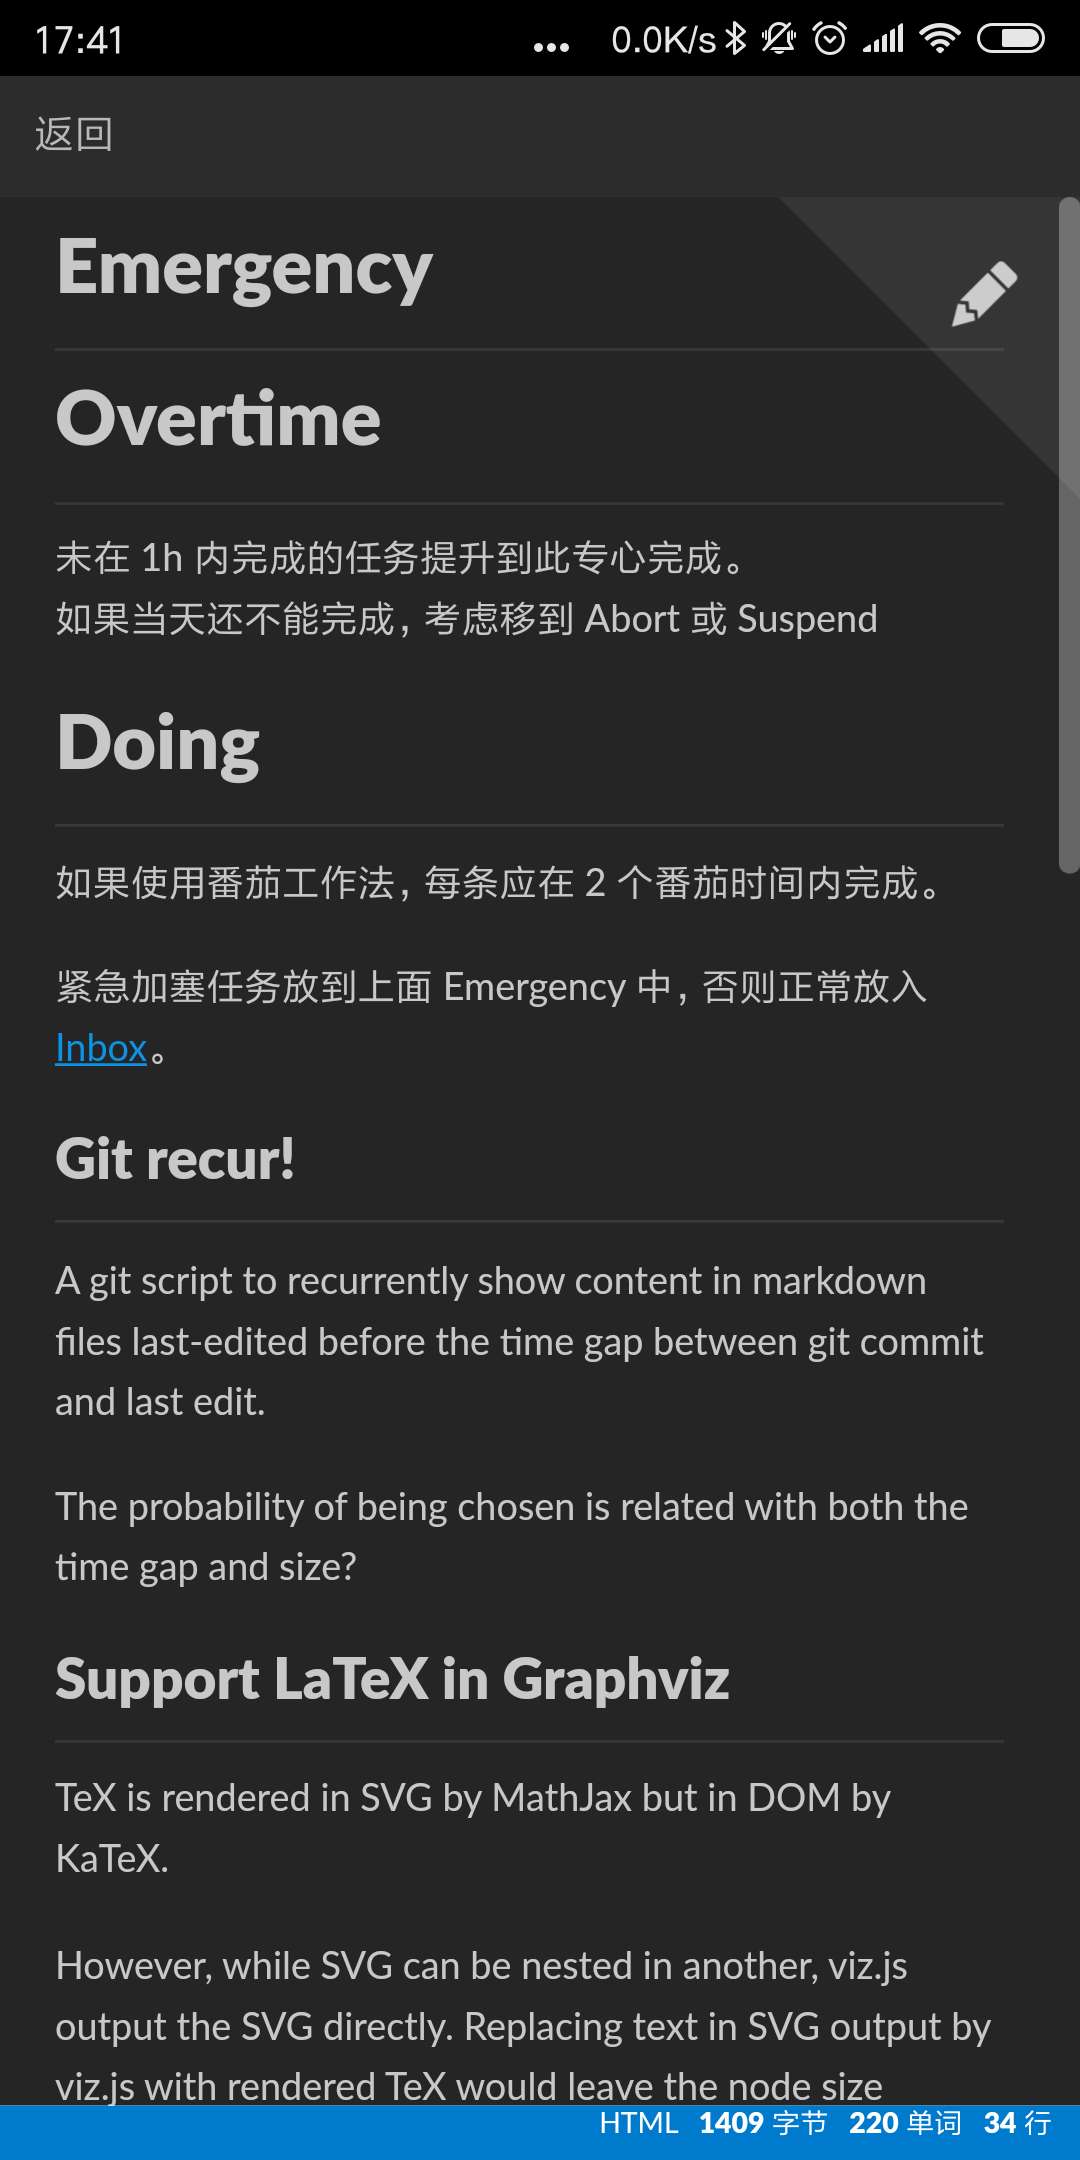 17:41 ... 0.0K/s
返回
Emergency
Overtime
未在 1h 内完成的任务提升到此专心完成。
如果当天还不能完成，考虑移到 Abort 或 Suspend
Doing
如果使用番茄工作法，每条应在 2 个番茄时间内完成。
紧急加塞任务放到上面 Emergency 中，否则正常放入
Inbox。
Git recur!
A git script to recurrently show content in markdown
files last-edited before the time gap between git commit
and last edit.
The probability of being chosen is related with both the
time gap and size?
Support LaTeX in Graphviz
TeX is rendered in SVG by MathJax but in DOM by
KaTeX.
However, while SVG can be nested in another, viz.js
output the SVG directly. Replacing text in SVG output by
viz.js with rendered TeX would leave the node size
HTML 1409 字节 220 单词 34 行